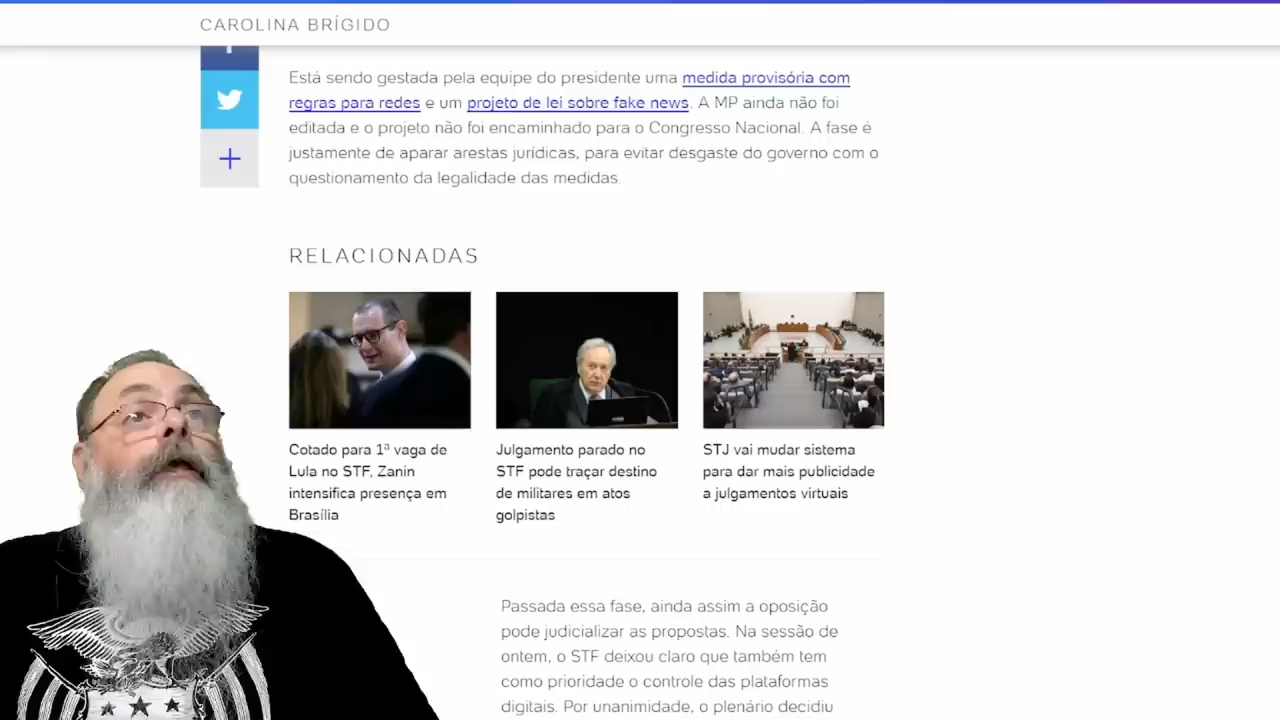 CAROLINA BRÍGIDO
Está sendo gestada pela equipe do presidente uma medida provisória com
regras para redes e um projeto de lei sobre fake news. A MP ainda não foi
editada e o projeto não foi encaminhado para o Congresso Nacional. A fase é
justamente de aparar arestas jurídicas, para evitar desgaste do governo com o
questionamento da legalidade das medidas.
RELACIONADAS
Cotado para 1ª vaga de
Lula no STF, Zanin
intensifica presença em
Brasília
Julgamento parado no
STF pode traçar destino
de militares em atos
golpistas
STJ vai mudar sistema
para dar mais publicidade
a julgamentos virtuais
Passada essa fase, ainda assim a oposição
pode judicializar as propostas. Na sessão de
ontem, o STF deixou claro que também tem
como prioridade o controle das plataformas
digitais. Por unanimidade, o plenário decidiu